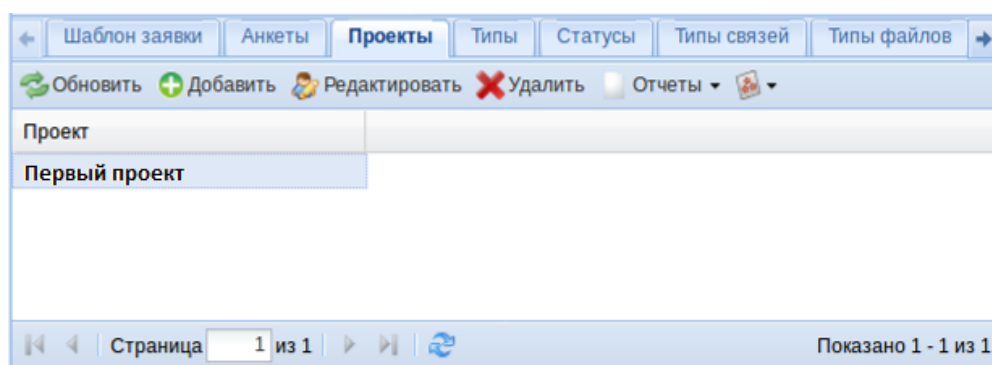 Шаблон заявки Анкеты Проекты Типы Статусы Типы связей Типы файлов
Обновить Добавить Редактировать Удалить Отчеты
Проект
Первый проект
Страница 1 из 1 Показано 1 - 1 из 1